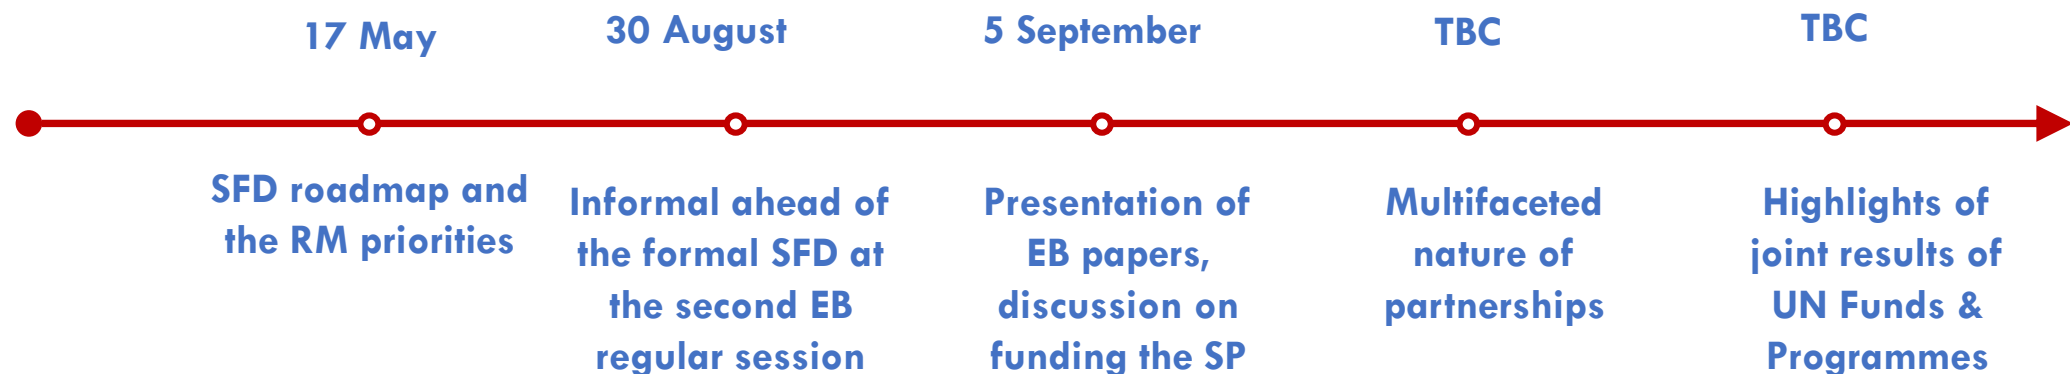 17 May
30 August
5 September
TBC
TBC
SFD roadmap and
the RM priorities
Informal ahead of
the formal SFD at
the second EB
regular session
Presentation of
EB papers,
discussion on
funding the SP
Multifaceted
nature of
partnerships
Highlights of
joint results of
UN Funds &
Programmes